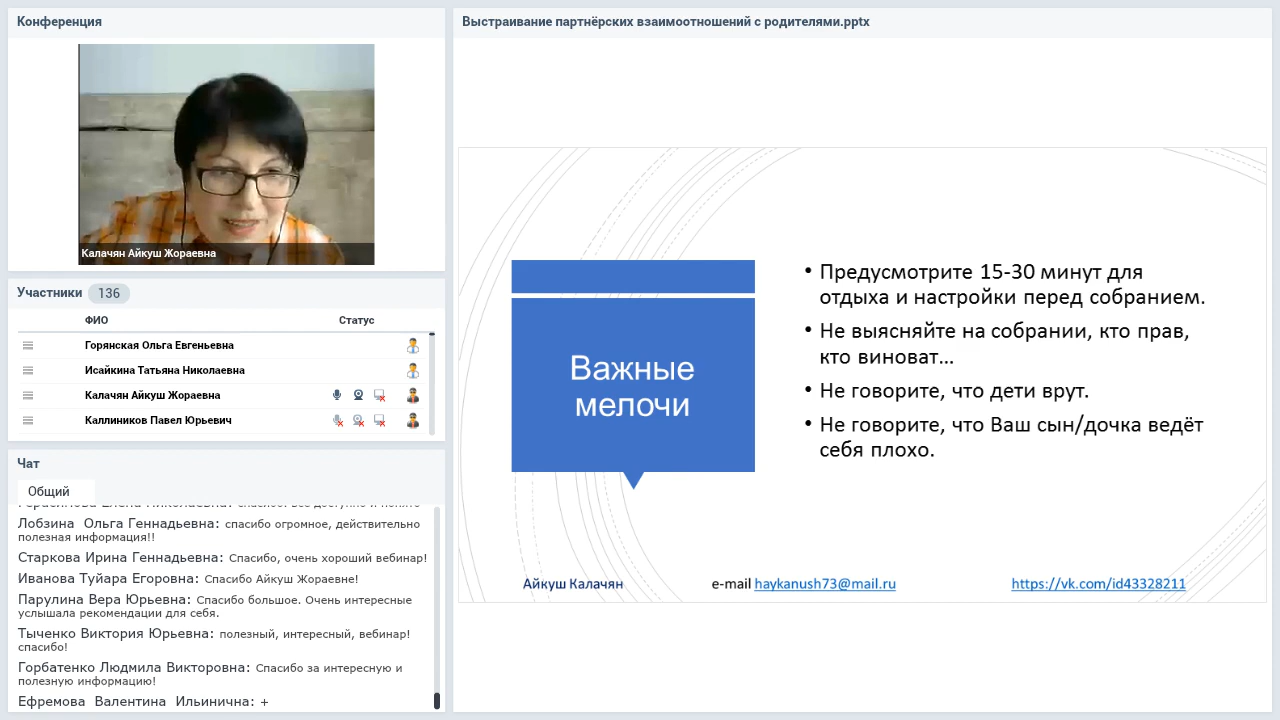 Конференция
Калачян Айкуш Жораевна
Участники 136
ФИО Статус
Горянская Ольга Евгеньевна
Исайкина Татьяна Николаевна
Калачян Айкуш Жораевна
Каллиников Павел Юрьевич
Чат
Общий
Лобзина Ольга Геннадьевна: спасибо огромное, действительно
полезная информация!!
Старкова Ирина Геннадьевна: Спасибо, очень хороший вебинар!
Иванова Туйара Егоровна: Спасибо Айкуш Жораевне!
Парулина Вера Юрьевна: Спасибо большое. Очень интересные
услышала рекомендации для себя.
Тыченко Виктория Юрьевна: полезный, интересный, вебинар!
спасибо!
Горбатенко Людмила Викторовна: Спасибо за интересную и
полезную информацию!
Ефремова Валентина Ильинична: +
Выстраивание партнёрских взаимоотношений с родителями.pptx
Важные
мелочи
• Предусмотрите 15-30 минут для
отдыха и настройки перед собранием.
• Не выясняйте на собрании, кто прав,
кто виноват…
• Не говорите, что дети врут.
• Не говорите, что Ваш сын/дочка ведёт
себя плохо.
Айкуш Калачян e-mail haykanush73@mail.ru https://vk.com/id43328211